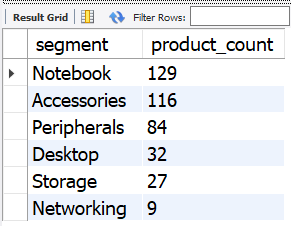 Result Grid Filter Rows:
segment product_count
Notebook 129
Accessories 116
Peripherals 84
Desktop 32
Storage 27
Networking 9